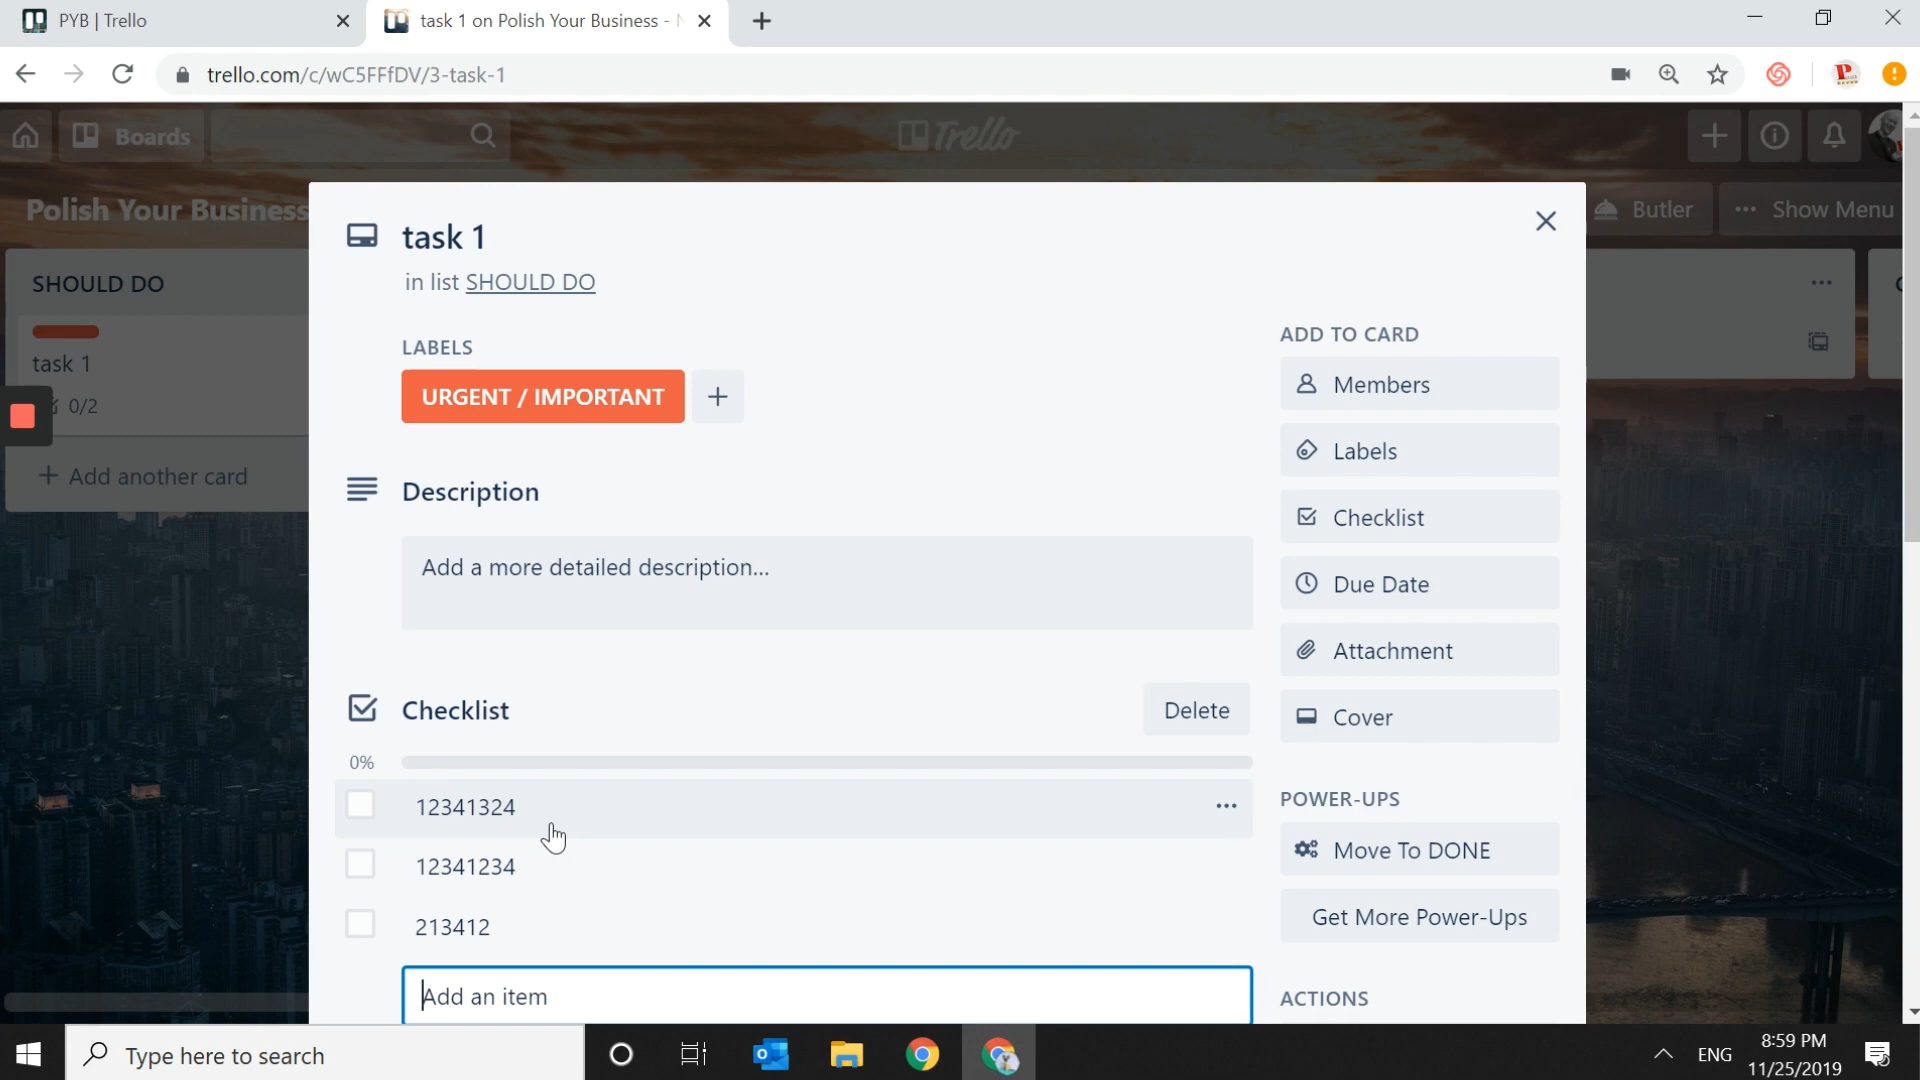 PYB | Trello
task 1 on Polish Your Business -
trello.com/c/wC5FFfDV/3-task-1
Boards
Trello
Polish Your Business
Butler
Show Menu
SHOULD DO
task 1
0/2
+ Add another card
task 1
in list SHOULD DO
LABELS
URGENT / IMPORTANT
Description
Add a more detailed description...
Checklist
Delete
0%
12341324
12341234
213412
Add an item
ADD TO CARD
Members
Labels
Checklist
Due Date
Attachment
Cover
POWER-UPS
Move To DONE
Get More Power-Ups
ACTIONS
Type here to search
ENG
8:59 PM
11/25/2019